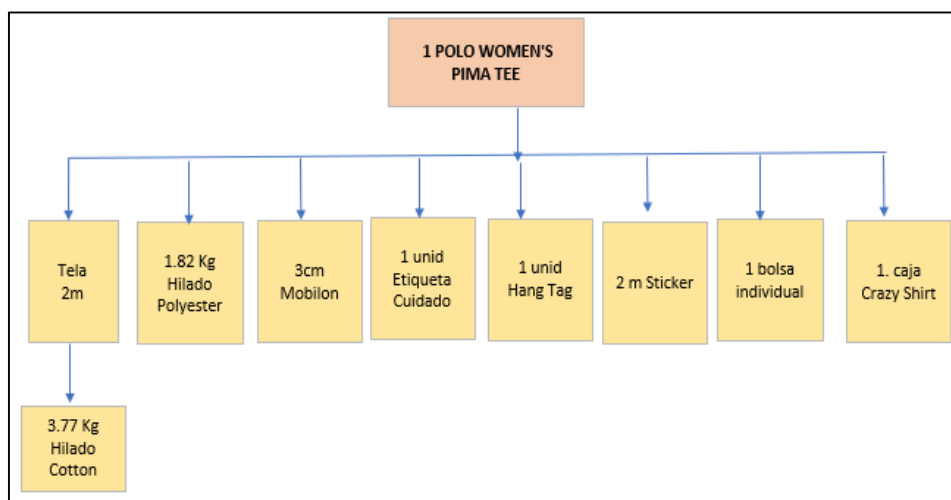 1 POLO WOMEN'S
PIMA TEE
Tela
2m
1.82 Kg
Hilado
Polyester
3cm
Mobilon
1 unid
Etiqueta
Cuidado
1 unid
Hang Tag
2 m Sticker
1 bolsa
individual
1. caja
Crazy Shirt
3.77 Kg
Hilado
Cotton